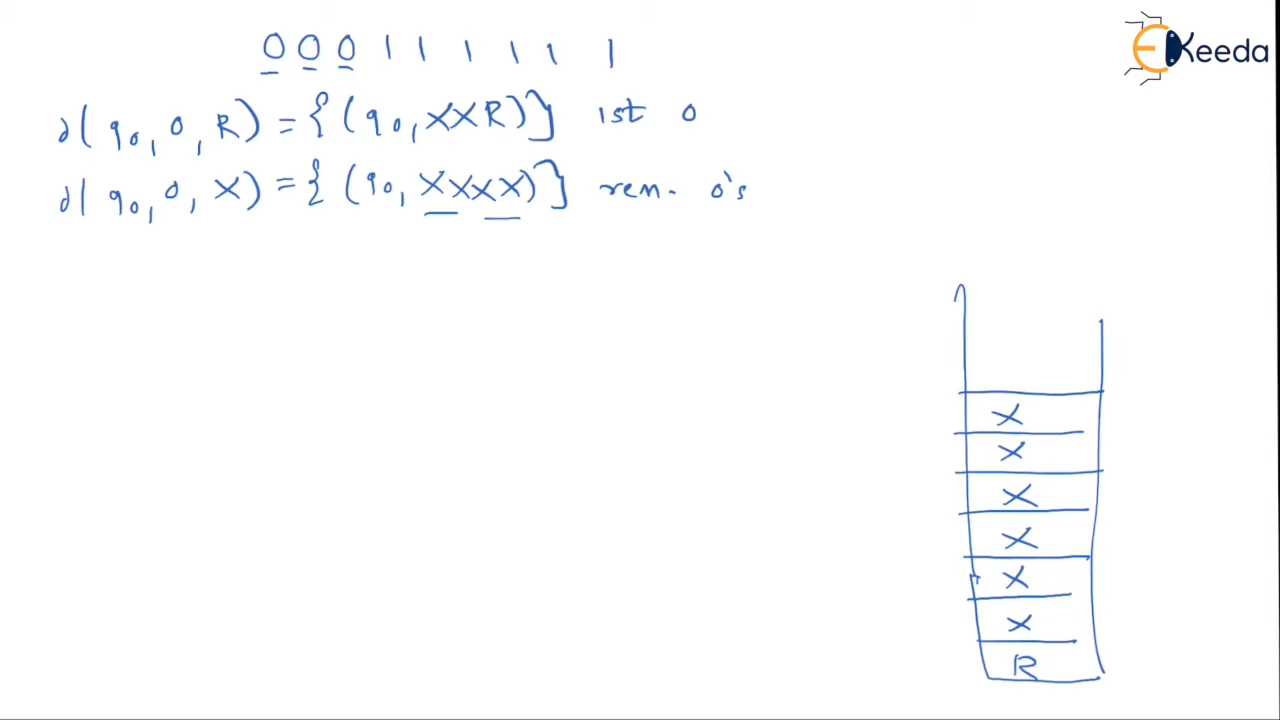 0 0 0 1 1 1 1 1 1
EKeeda
∂(q0, 0, R) = {(q0, XXR)} 1st 0
∂(q0, 0, X) = {(q0, XXXX)} rem. 0's
X
X
X
X
X
X
R